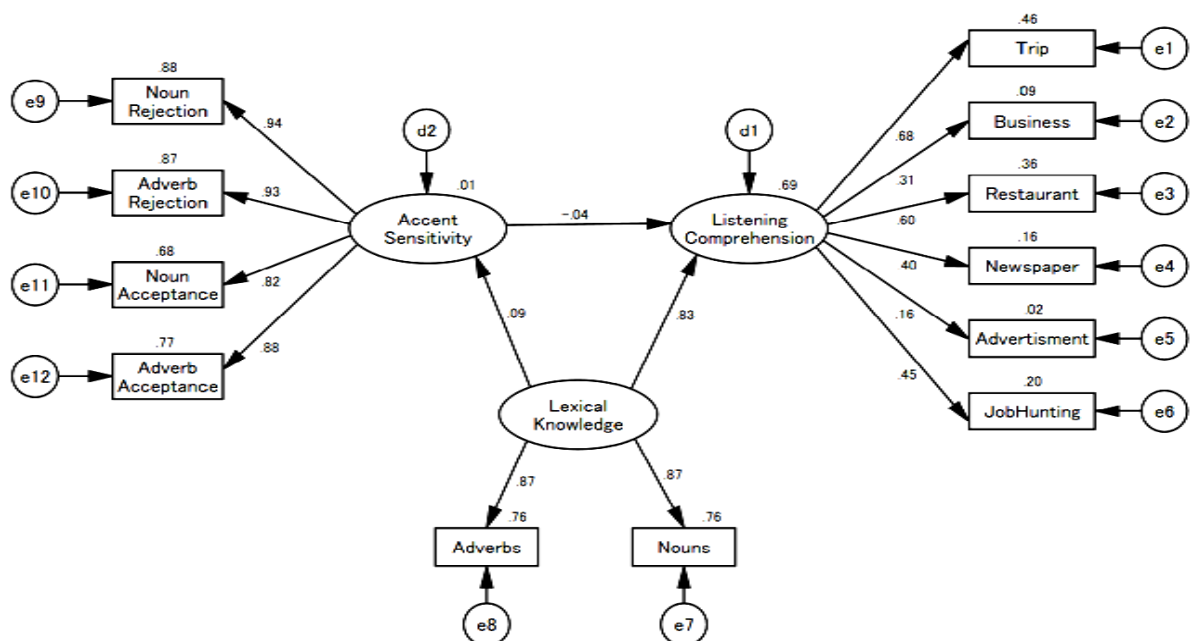 .46
Trip
e1
.88
Noun
Rejection
e9
.94
d2
d1
.09
Business
e2
.68
.87
Adverb
Rejection
e10
.93
.01
Accent
Sensitivity
-.04
.69
Listening
Comprehension
.31
.36
Restaurant
e3
.60
.68
Noun
Acceptance
e11
.82
.40
.16
Newspaper
e4
.09
.83
.16
.02
Advertisment
e5
.77
Adverb
Acceptance
e12
.88
.45
.20
JobHunting
e6
Lexical
Knowledge
.87
.87
.76
Adverbs
.76
Nouns
e8
e7